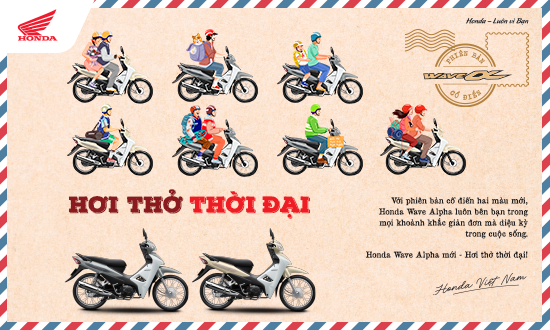 HONDA
Honda – Luôn vì Bạn
PHIÊN BẢN
WAVE α
CỔ ĐIỂN
HƠI THỞ THỜI ĐẠI
Với phiên bản cổ điển hai màu mới,
Honda Wave Alpha luôn bên bạn trong
mọi khoảnh khắc giản đơn mà diệu kỳ
trong cuộc sống.
Honda Wave Alpha mới - Hơi thở thời đại!
Honda Việt Nam